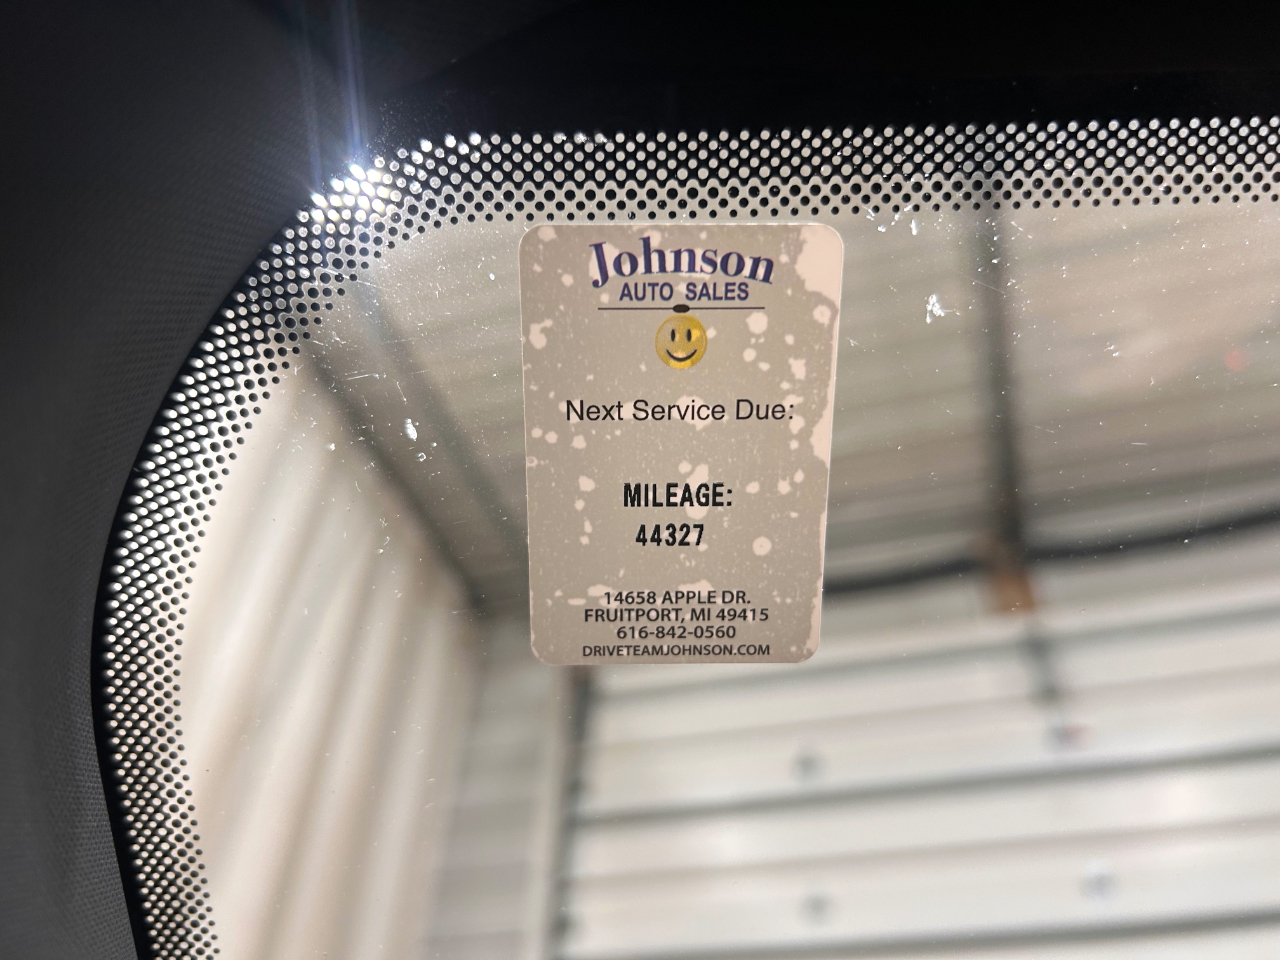 Johnson
AUTO SALES
Next Service Due:
MILEAGE:
44327
14658 APPLE DR.
FRUITPORT, MI 49415
616-842-0560
DRIVETEAMJOHNSON.COM